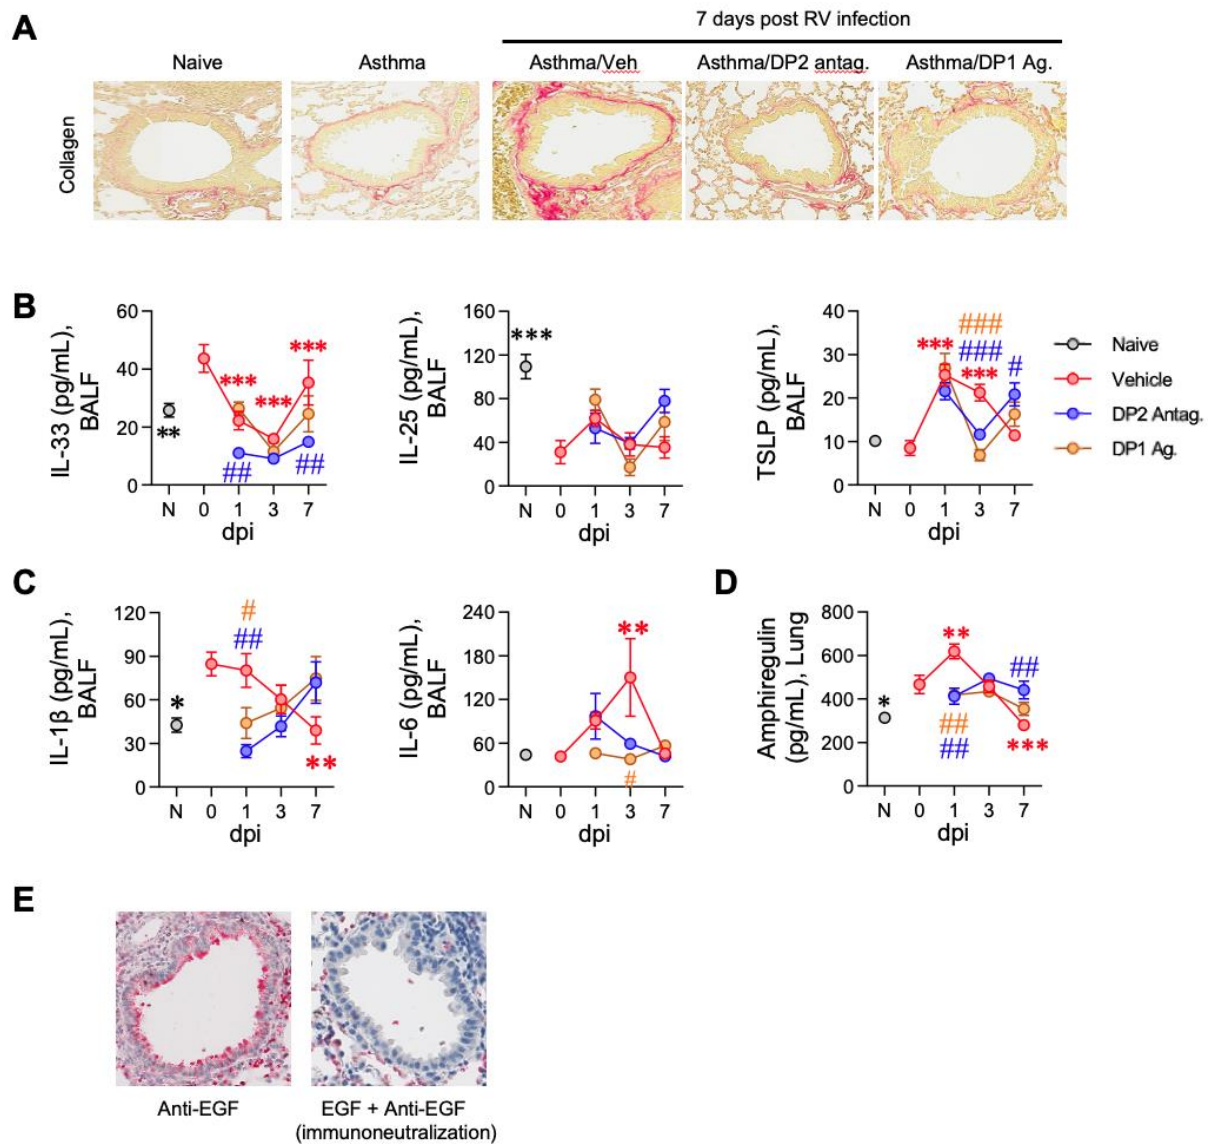 A
7 days post RV infection
Naive
Asthma
Asthma/Veh
Asthma/DP2 antag.
Asthma/DP1 Ag.
Collagen
B
IL-33 (pg/mL),
BALF
60
40
20
0
***
***
***
**
##
##
N 0 1 3 7
dpi
IL-25 (pg/mL),
BALF
160
120
80
40
0
***
N 0 1 3 7
dpi
TSLP (pg/mL),
BALF
40
30
20
10
0
####
###
***
***
#
N 0 1 3 7
dpi
Naive
Vehicle
DP2 Antag.
DP1 Ag.
C
IL-1β (pg/mL),
BALF
120
90
60
30
0
#
##
*
**
N 0 1 3 7
dpi
IL-6 (pg/mL),
BALF
240
180
120
60
0
**
#
N 0 1 3 7
dpi
D
Amphiregulin
(pg/mL), Lung
800
600
400
200
0
**
##
*
##
##
***
N 0 1 3 7
dpi
E
Anti-EGF
EGF + Anti-EGF
(immunoneutralization)